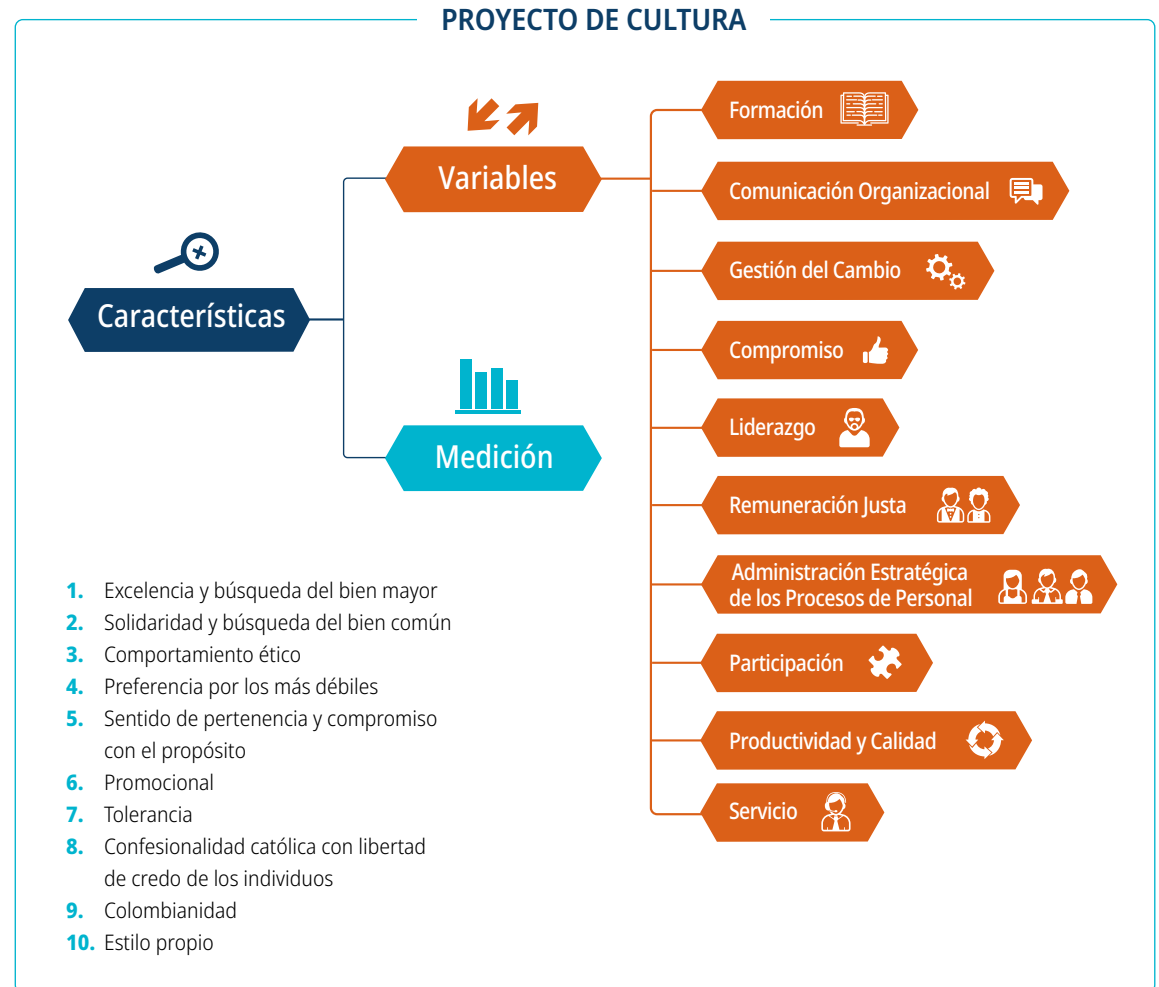 PROYECTO DE CULTURA
Características
Variables
Medición
Formación
Comunicación Organizacional
Gestión del Cambio
Compromiso
Liderazgo
Remuneración Justa
Administración Estratégica
de los Procesos de Personal
Participación
Productividad y Calidad
Servicio
1. Excelencia y búsqueda del bien mayor
2. Solidaridad y búsqueda del bien común
3. Comportamiento ético
4. Preferencia por los más débiles
5. Sentido de pertenencia y compromiso
con el propósito
6. Promocional
7. Tolerancia
8. Confesionalidad católica con libertad
de credo de los individuos
9. Colombianidad
10. Estilo propio